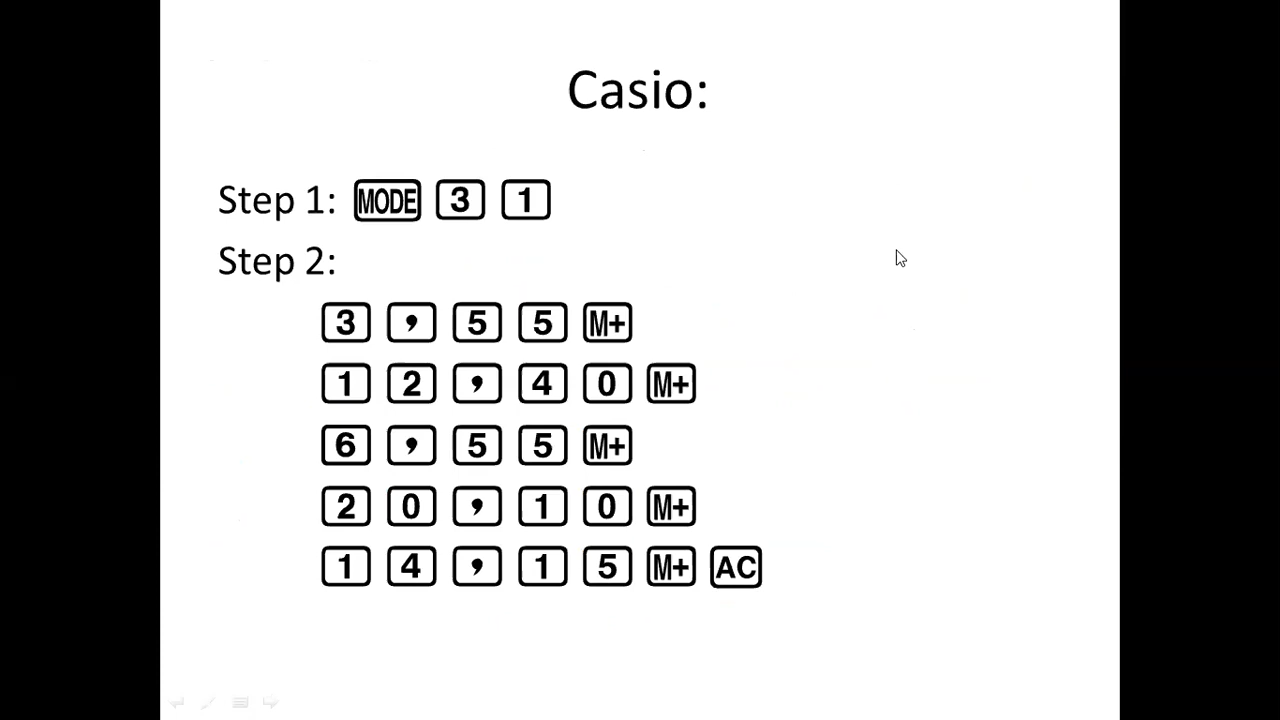 Casio:
Step 1: MODE 3 1
Step 2:
3 , 5 5 M+
1 2 , 4 0 M+
6 , 5 5 M+
2 0 , 1 0 M+
1 4 , 1 5 M+ AC